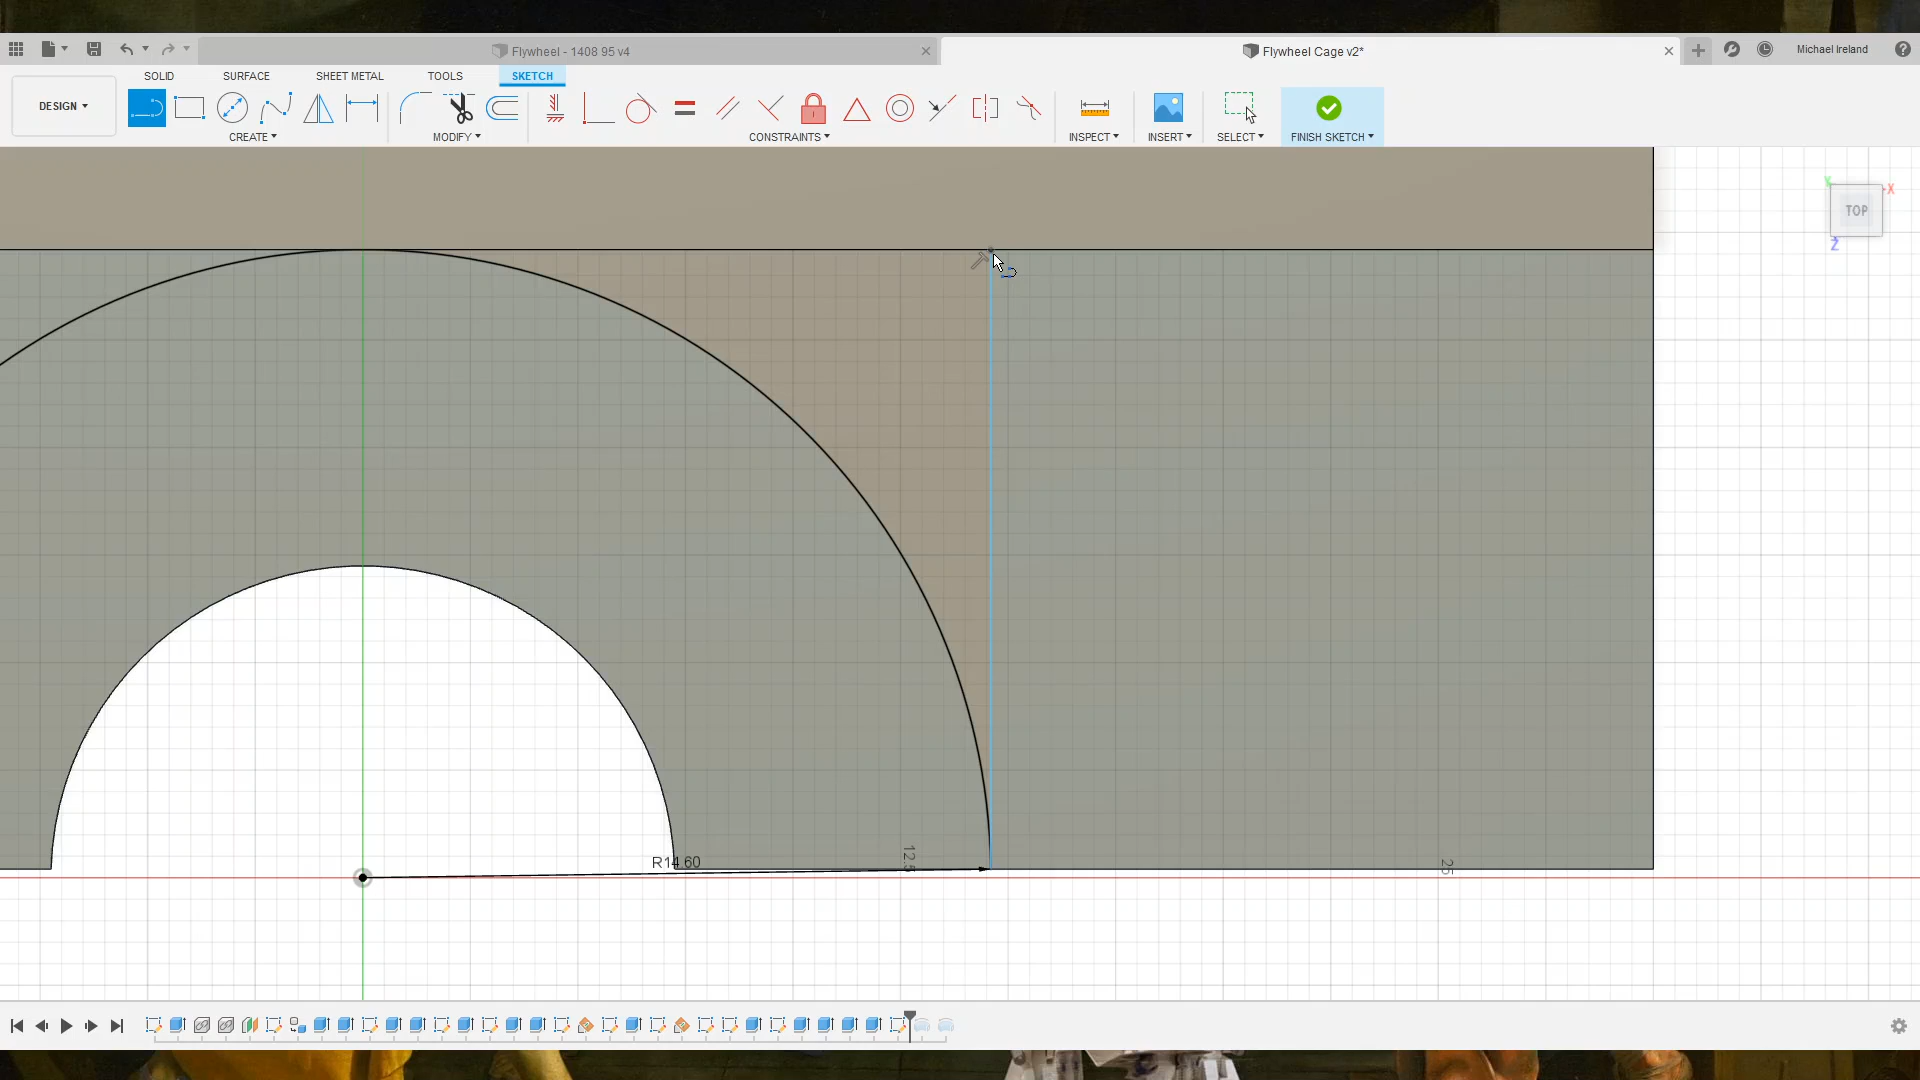 Flywheel - 1408 95 v4
Flywheel Cage v2*
Michael Ireland
SOLID
SURFACE
SHEET METAL
TOOLS
SKETCH
DESIGN
CREATE
MODIFY
CONSTRAINTS
INSPECT
INSERT
SELECT
FINISH SKETCH
Y
X
TOP
Z
R14.60
12.5
25